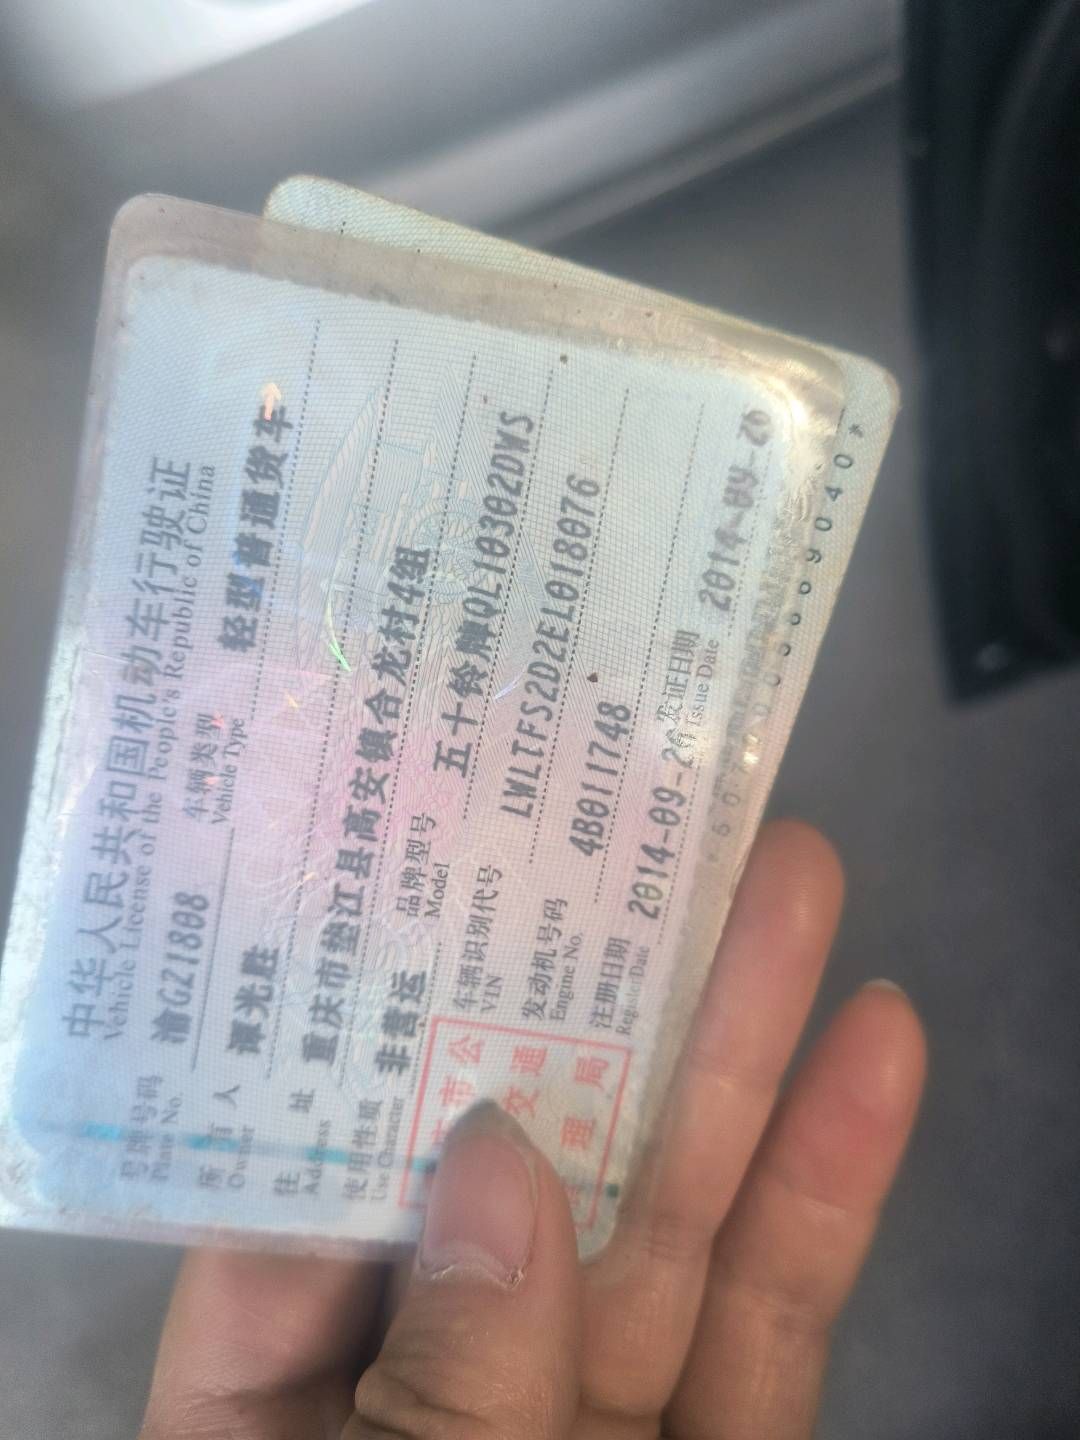 中华人民共和国机动车行驶证
Vehicle License of the People's Republic of China
号牌号码 渝G21808 车辆类型 轻型普通货车
Plate No. Vehicle Type
所有人 谭光胜
Owner
住址 重庆市垫江县高安镇合龙村4组
Address
使用性质 非营运 品牌型号 五十铃牌QL10302DWS
Use Character Model
车辆识别代号 LWLTFS2D2EL018076
VIN
发动机号码 4B011748
Engine No.
注册日期 2014-09-26 发证日期 2014-09-26
Register Date Issue Date
市公
交通
理局